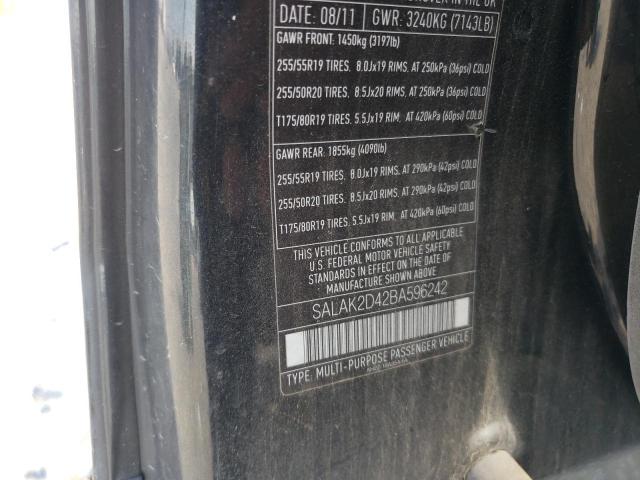 IN THE UK
DATE: 08/11 GWR: 3240KG (7143LB)
GAWR FRONT: 1450kg (3197lb)
255/55R19 TIRES. 8.0Jx19 RIMS. AT 250kPa (36psi) COLD
255/50R20 TIRES. 8.5Jx20 RIMS. AT 250kPa (36psi) COLD
T175/80R19 TIRES. 5.5Jx19 RIM. AT 420kPa (60psi) COLD
GAWR REAR: 1855kg (4090lb)
255/55R19 TIRES. 8.0Jx19 RIMS. AT 290kPa (42psi) COLD
255/50R20 TIRES. 8.5Jx20 RIMS. AT 290kPa (42psi) COLD
T175/80R19 TIRES. 5.5Jx19 RIM. AT 420kPa (60psi) COLD
THIS VEHICLE CONFORMS TO ALL APPLICABLE
U.S. FEDERAL MOTOR VEHICLE SAFETY
STANDARDS IN EFFECT ON THE DATE OF
MANUFACTURE SHOWN ABOVE
SALAK2D42BA596242
TYPE: MULTI-PURPOSE PASSENGER VEHICLE